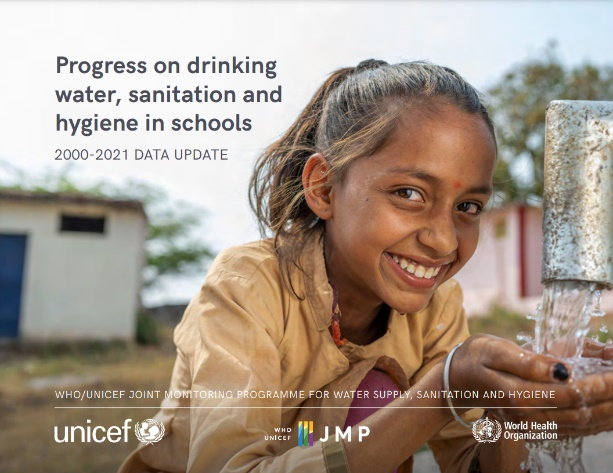 Progress on drinking
water, sanitation and
hygiene in schools
2000-2021 DATA UPDATE
WHO/UNICEF JOINT MONITORING PROGRAMME FOR WATER SUPPLY, SANITATION AND HYGIENE
unicef
WHO
UNICEF
JMP
World Health
Organization